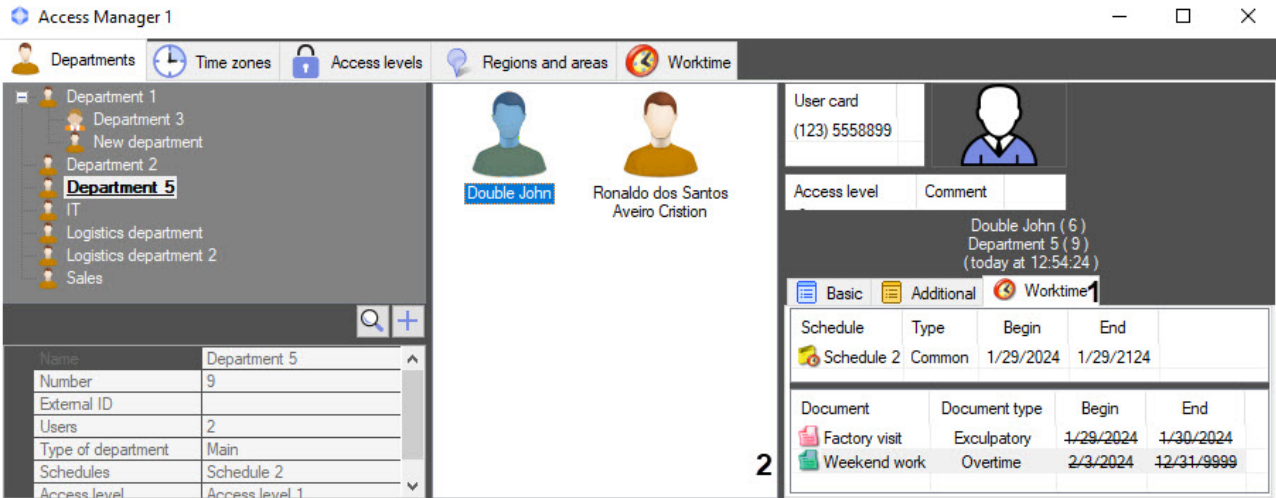 Access Manager 1
Departments Time zones Access levels Regions and areas Worktime
Department 1
Department 3
New department
Department 2
Department 5
IT
Logistics department
Logistics department 2
Sales
Name Department 5
Number 9
External ID
Users 2
Type of department Main
Schedules Schedule 2
Access level Access level 1
Double John
Ronaldo dos Santos
Aveiro Cristion
User card
(123) 5558899
Access level Comment
Double John ( 6 )
Department 5 ( 9 )
(today at 12:54:24 )
Basic Additional Worktime 1
Schedule Type Begin End
Schedule 2 Common 1/29/2024 1/29/2124
Document Document type Begin End
Factory visit Exculpatory 1/29/2024 1/30/2024
2 Weekend work Overtime 2/3/2024 12/31/9999